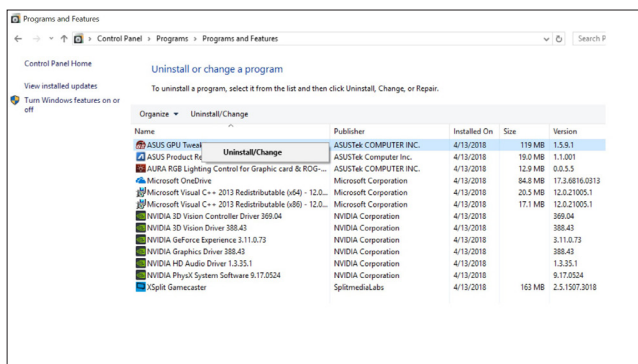 Programs and Features
Control Panel > Programs > Programs and Features
Search P
Control Panel Home
View installed updates
Turn Windows features on or
off
Uninstall or change a program
To uninstall a program, select it from the list and then click Uninstall, Change, or Repair.
Organize Uninstall/Change
Name Publisher Installed On Size Version
ASUS GPU Tweak ASUSTek COMPUTER INC. 4/13/2018 119 MB 1.5.9.1
Uninstall/Change
ASUS Product Re ASUSTek Computer Inc. 4/13/2018 19.0 MB 1.1.001
AURA RGB Lighting Control for Graphic card & ROG-... ASUSTek COMPUTER INC. 4/13/2018 12.9 MB 0.0.5.5
Microsoft OneDrive Microsoft Corporation 4/13/2018 84.8 MB 17.3.6816.0313
Microsoft Visual C++ 2013 Redistributable (x64) - 12.0... Microsoft Corporation 4/13/2018 20.5 MB 12.0.21005.1
Microsoft Visual C++ 2013 Redistributable (x86) - 12.0... Microsoft Corporation 4/13/2018 17.1 MB 12.0.21005.1
NVIDIA 3D Vision Controller Driver 369.04 NVIDIA Corporation 4/13/2018 369.04
NVIDIA 3D Vision Driver 388.43 NVIDIA Corporation 4/13/2018 388.43
NVIDIA GeForce Experience 3.11.0.73 NVIDIA Corporation 4/13/2018 3.11.0.73
NVIDIA Graphics Driver 388.43 NVIDIA Corporation 4/13/2018 388.43
NVIDIA HD Audio Driver 1.3.35.1 NVIDIA Corporation 4/13/2018 1.3.35.1
NVIDIA PhysX System Software 9.17.0524 NVIDIA Corporation 4/13/2018 9.17.0524
XSplit Gamecaster SplitmediaLabs 4/13/2018 163 MB 2.5.1507.3018